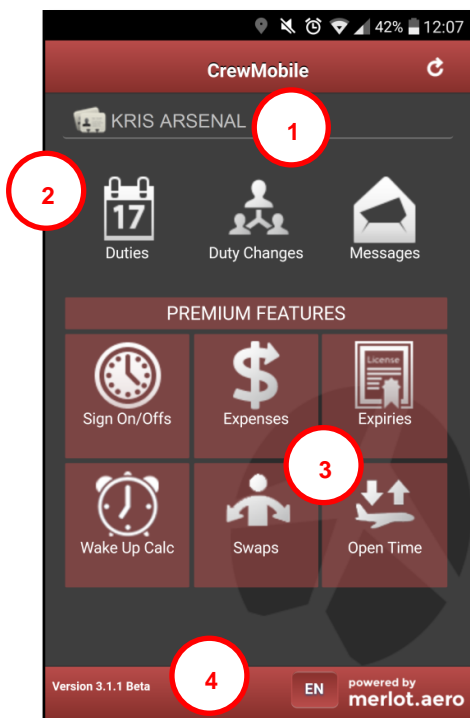 42% 12:07
CrewMobile
KRIS ARSENAL
1
2
17
Duties Duty Changes Messages
PREMIUM FEATURES
License
Sign On/Offs Expenses Expiries
3
Wake Up Calc Swaps Open Time
4
Version 3.1.1 Beta EN powered by
merlot.aero